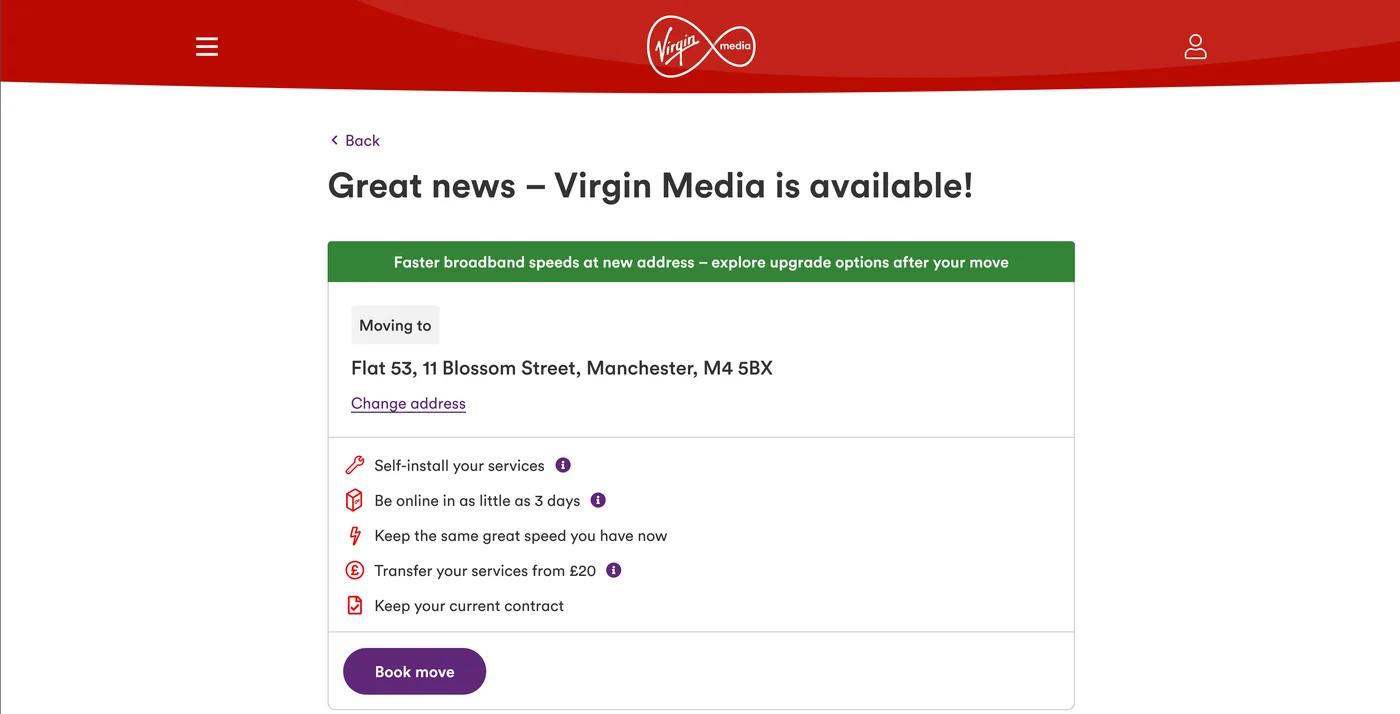 Virgin media
Back
Great news – Virgin Media is available!
Faster broadband speeds at new address – explore upgrade options after your move
Moving to
Flat 53, 11 Blossom Street, Manchester, M4 5BX
Change address
Self-install your services
Be online in as little as 3 days
Keep the same great speed you have now
Transfer your services from £20
Keep your current contract
Book move